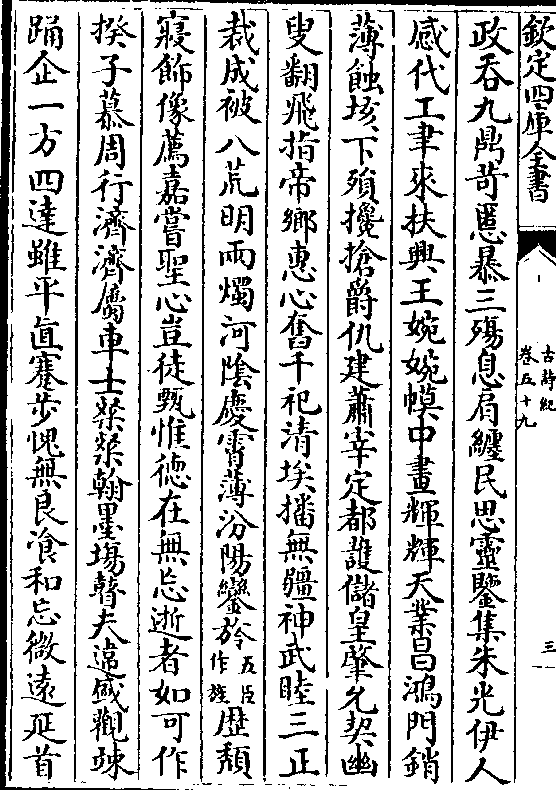 欽定四庫全書
古詩紀
卷五十九
三
政吞九鼎苛慝暴三殤息肩纏民思靈鑒集朱光伊人
感代工聿來扶興王婉婉幙中畫輝輝天業昌鴻門銷
薄蝕垓下殞攙搶爵仇建蕭宰定都護儲皇肇允契幽
叟翻飛指帝鄉惠心奮千祀清埃播無疆神武睦三正
裁成被八荒明兩燭河陰慶霄薄汾陽鑾旂五臣作旌歴頽
寢飾像薦嘉嘗聖心豈徒甄惟德在無忘逝者如可作
揆子慕周行濟濟屬車士粲粲翰墨場瞽夫違盛觀竦
踊企一方四達雖平直蹇步愧無良飡和忘微遠延首